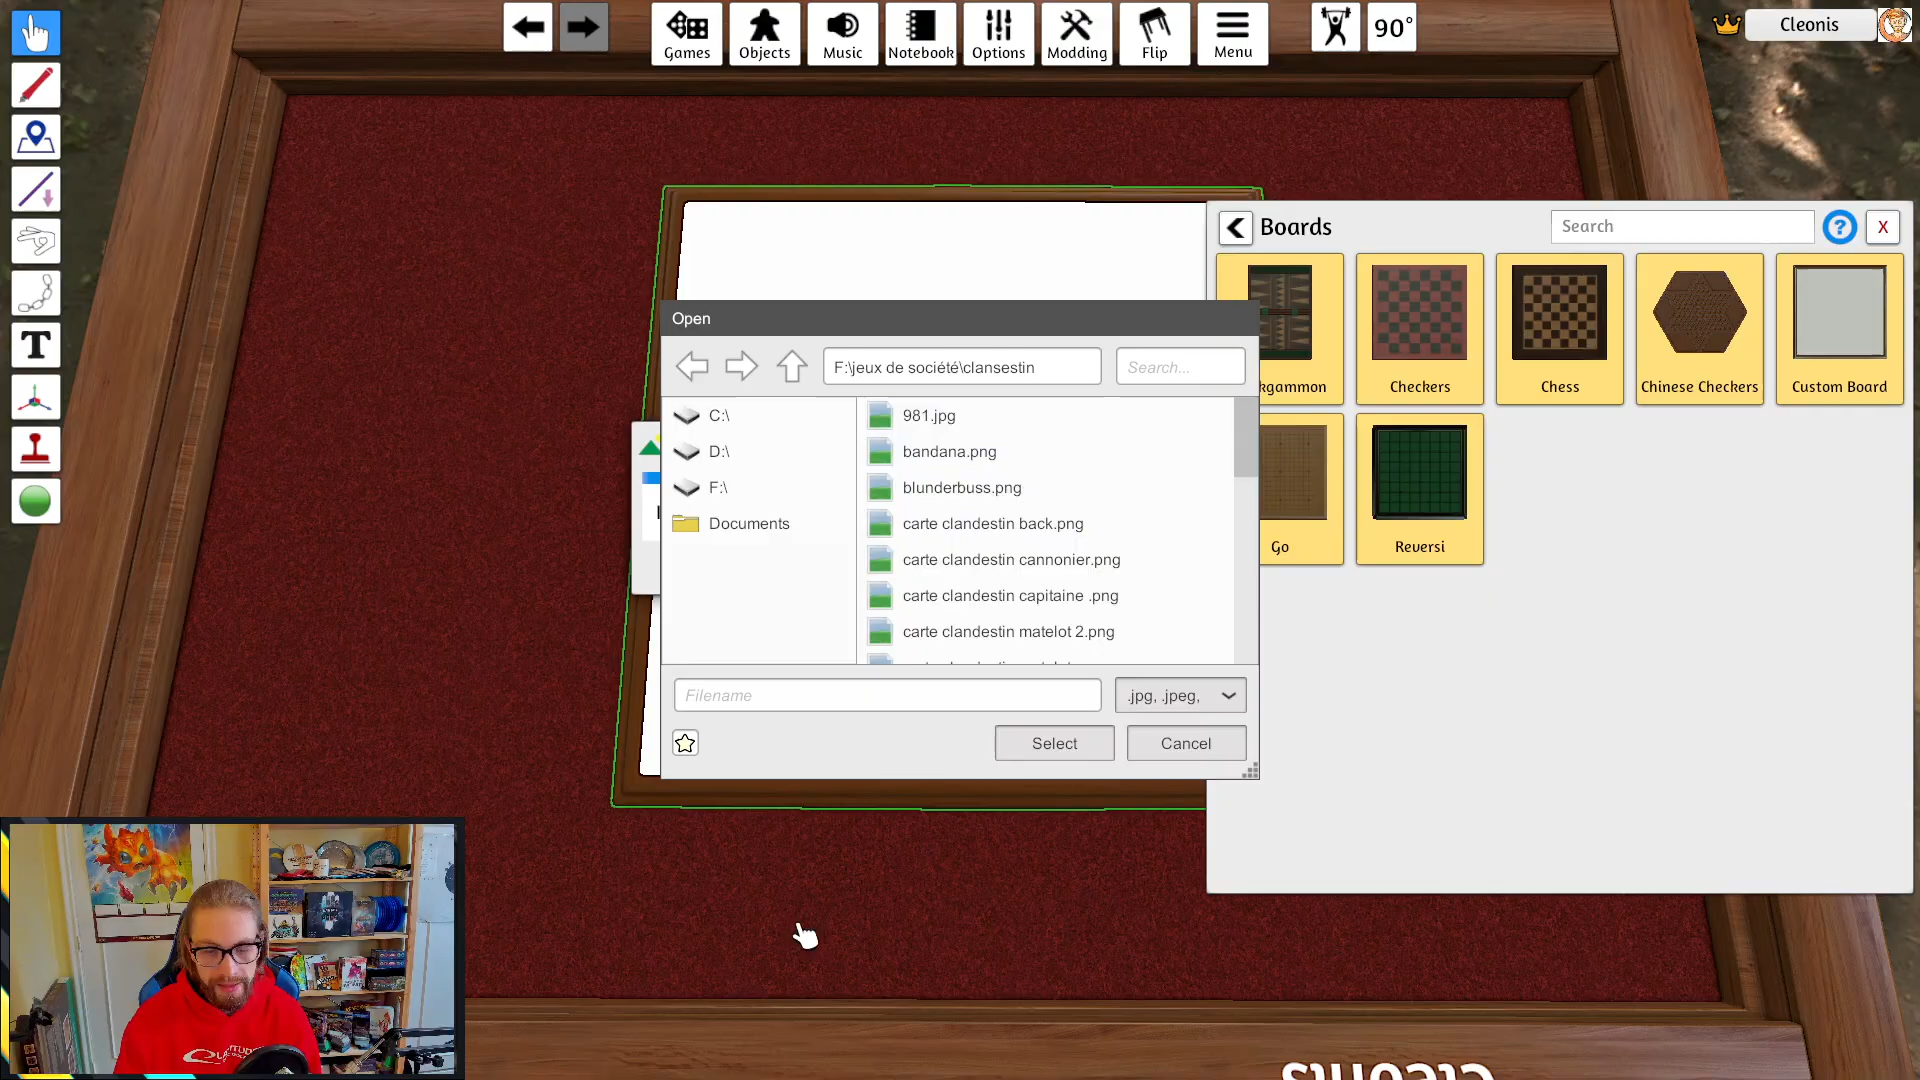 Games
Objects
Music
Notebook
Options
Modding
Flip
Menu
90°
Cleonis
T
Boards
Search
?
X
Checkers
Chess
Chinese Checkers
Custom Board
Go
Reversi
Open
F:\jeux de société\clansestin
Search...
C:\
D:\
F:\
Documents
981.jpg
bandana.png
blunderbuss.png
carte clandestin back.png
carte clandestin cannonier.png
carte clandestin capitaine .png
carte clandestin matelot 2.png
Filename
.jpg, .jpeg,
Select
Cancel
Cleonis